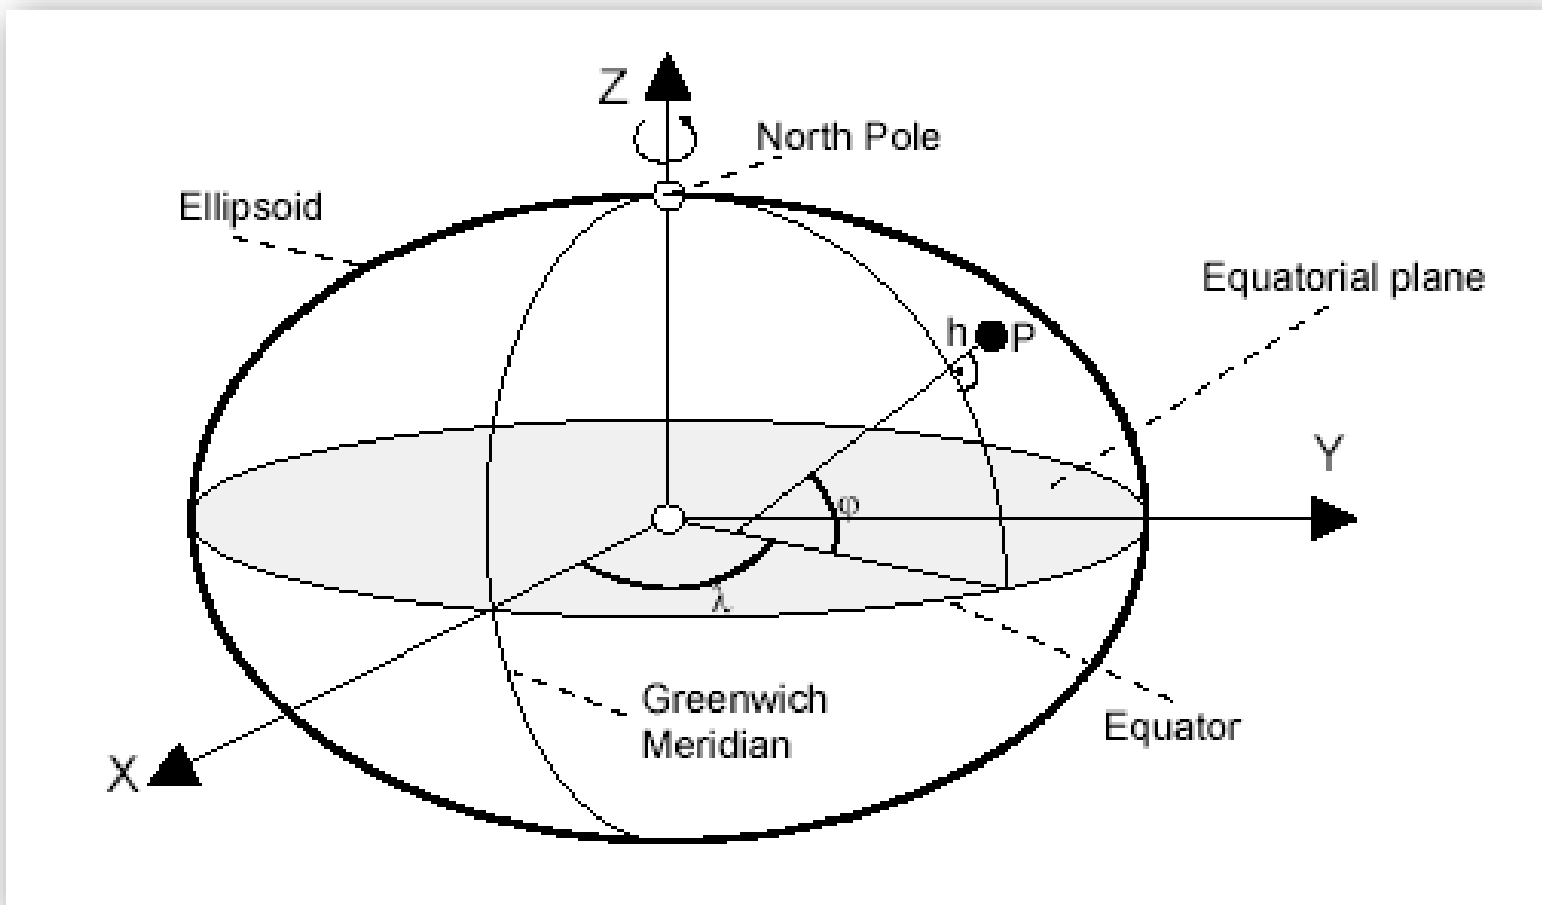 Z
North Pole
Ellipsoid
Equatorial plane
h P
Y
φ
λ
Greenwich
Meridian
Equator
X